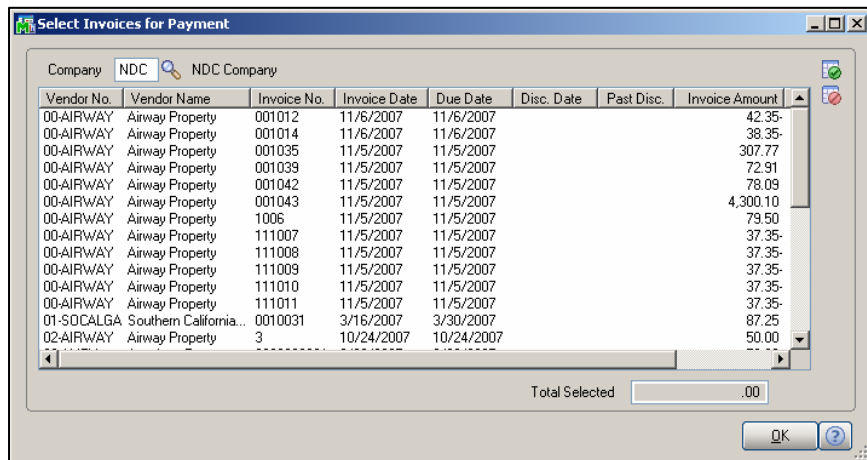 Select Invoices for Payment
Company NDC NDC Company
Vendor No. Vendor Name Invoice No. Invoice Date Due Date Disc. Date Past Disc. Invoice Amount
00-AIRWAY Airway Property 001012 11/6/2007 11/6/2007 42.35-
00-AIRWAY Airway Property 001014 11/6/2007 11/6/2007 38.35-
00-AIRWAY Airway Property 001035 11/5/2007 11/5/2007 307.77
00-AIRWAY Airway Property 001039 11/5/2007 11/5/2007 72.91
00-AIRWAY Airway Property 001042 11/5/2007 11/5/2007 78.09
00-AIRWAY Airway Property 001043 11/5/2007 11/5/2007 4,300.10
00-AIRWAY Airway Property 1006 11/5/2007 11/5/2007 79.50
00-AIRWAY Airway Property 111007 11/5/2007 11/5/2007 37.35-
00-AIRWAY Airway Property 111008 11/5/2007 11/5/2007 37.35-
00-AIRWAY Airway Property 111009 11/5/2007 11/5/2007 37.35-
00-AIRWAY Airway Property 111010 11/5/2007 11/5/2007 37.35-
00-AIRWAY Airway Property 111011 11/5/2007 11/5/2007 37.35-
01-SOCALGA Southern California... 0010031 3/16/2007 3/30/2007 87.25
02-AIRWAY Airway Property 3 10/24/2007 10/24/2007 50.00
Total Selected .00
OK